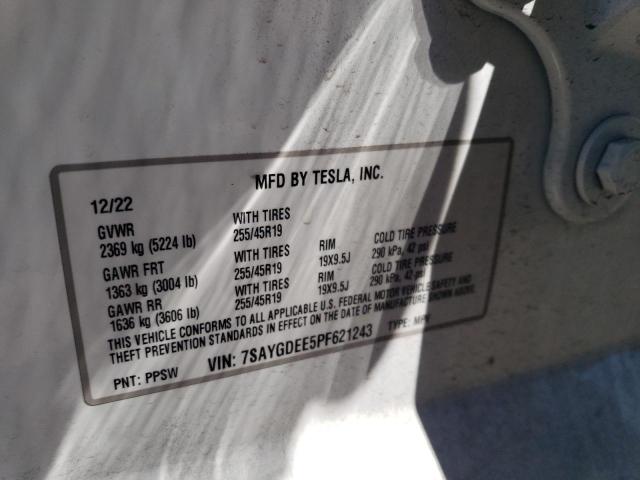 MFD BY TESLA, INC.
12/22
GVWR WITH TIRES
2369 kg (5224 lb) 255/45R19 RIM COLD TIRE PRESSURE
GAWR FRT WITH TIRES 19X9.5J 290 kPa, 42 psi
1363 kg (3004 lb) 255/45R19 RIM COLD TIRE PRESSURE
GAWR RR WITH TIRES 19X9.5J 290 kPa, 42 psi
1636 kg (3606 lb) 255/45R19
THIS VEHICLE CONFORMS TO ALL APPLICABLE U.S. FEDERAL MOTOR VEHICLE SAFETY AND
THEFT PREVENTION STANDARDS IN EFFECT ON THE DATE OF MANUFACTURE SHOWN ABOVE.
PNT: PPSW VIN: 7SAYGDEE5PF621243 TYPE: MPV